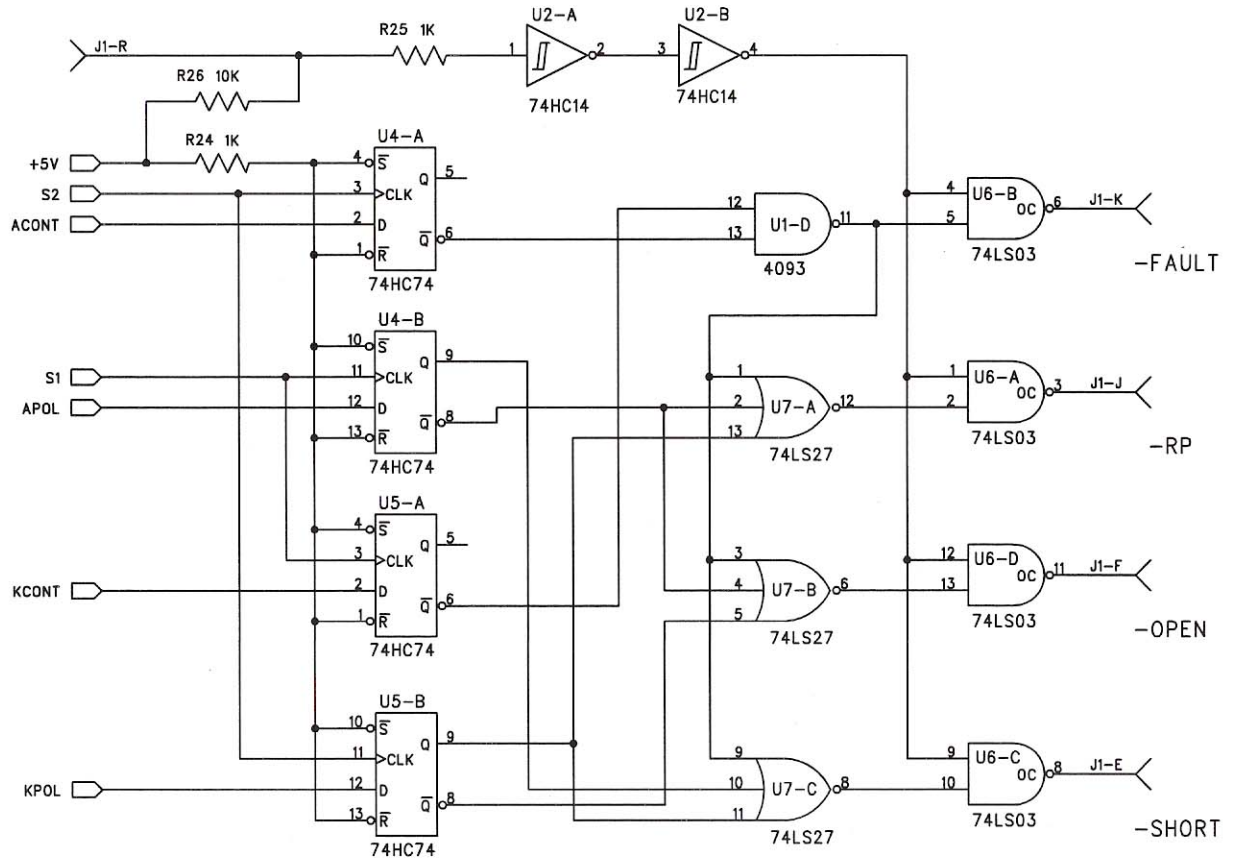 J1-R
R25 1K
U2-A
U2-B
1
2
3
4
74HC14
74HC14
R26 10K
R24 1K
+5V
S2
ACONT
U4-A
4
S̅
Q
5
3
CLK
2
D
Q̅
6
1
R̅
74HC74
12
U1-D
11
13
4093
4
U6-B
OC
6
J1-K
5
74LS03
-FAULT
U4-B
10
S̅
Q
9
S1
11
CLK
APOL
12
D
Q̅
8
13
R̅
74HC74
1
2
U7-A
12
13
74LS27
1
U6-A
OC
3
J1-J
2
74LS03
-RP
U5-A
4
S̅
Q
5
3
CLK
KCONT
2
D
Q̅
6
1
R̅
74HC74
3
4
U7-B
6
5
74LS27
12
U6-D
OC
11
J1-F
13
74LS03
-OPEN
U5-B
10
S̅
Q
9
11
CLK
KPOL
12
D
Q̅
8
13
R̅
74HC74
9
10
U7-C
8
11
74LS27
9
U6-C
OC
8
J1-E
10
74LS03
-SHORT